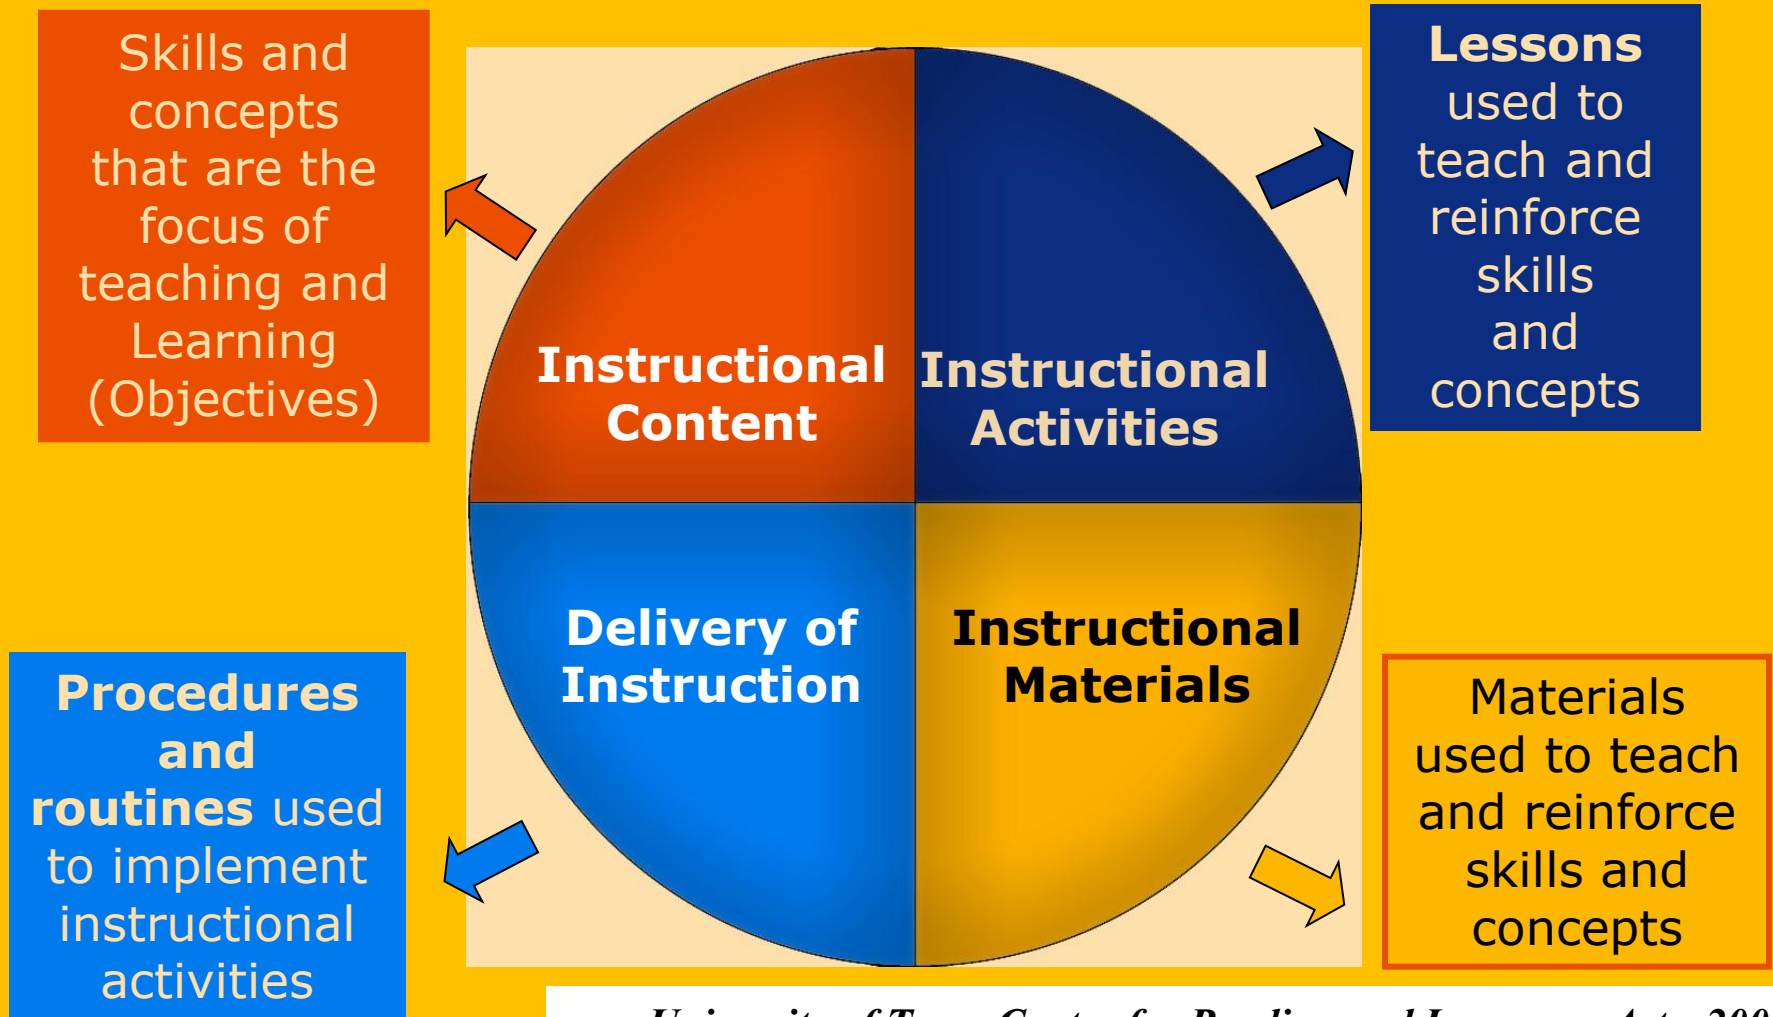 Skills and
concepts
that are the
focus of
teaching and
Learning
(Objectives)
Lessons
used to
teach and
reinforce
skills
and
concepts
Instructional
Content
Instructional
Activities
Delivery of
Instruction
Instructional
Materials
Procedures
and
routines used
to implement
instructional
activities
Materials
used to teach
and reinforce
skills and
concepts